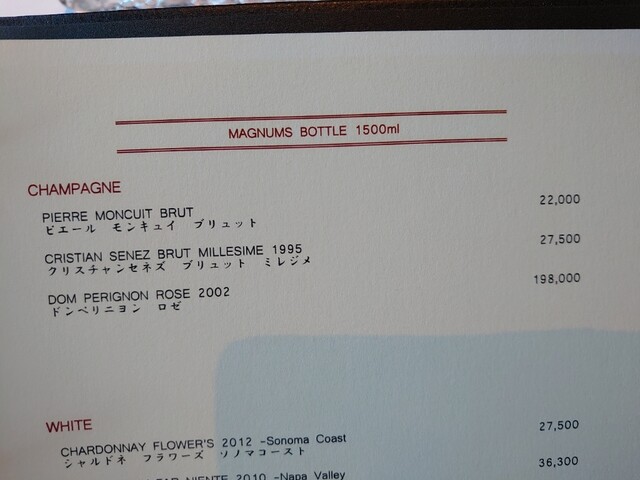 MAGNUMS BOTTLE 1500ml
CHAMPAGNE
PIERRE MONCUIT BRUT 22,000
ピエール モンキュイ ブリュット
CRISTIAN SENEZ BRUT MILLESIME 1995 27,500
クリスチャンセネズ ブリュット ミレジメ
DOM PERIGNON ROSE 2002 198,000
ドンペリニヨン ロゼ
WHITE
CHARDONNAY FLOWER'S 2012 -Sonoma Coast 27,500
シャルドネ フラワーズ ソノマコースト
NIENTE 2010 -Napa Valley 36,300